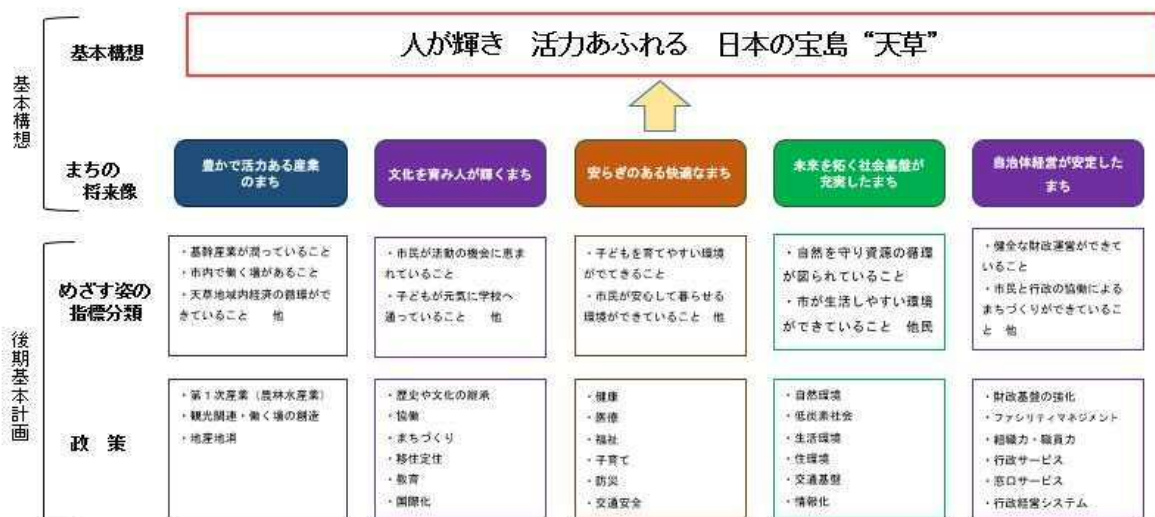 基本構想
基本構想
人が輝き 活力あふれる 日本の宝島“天草”
まちの
将来像
豊かで活力ある産業
のまち
文化を育み人が輝くまち
安らぎのある快適なまち
未来を拓く社会基盤が
充実したまち
自治体経営が安定した
まち
後期基本計画
めざす姿の
指標分類
・基幹産業が潤っていること
・市内で働く場があること
・天草地域内経済の循環がで
きていること 他
・市民が活動の機会に恵ま
れていること
・子どもが元気に学校へ
通っていること 他
・子どもを育てやすい環境
がでてきること
・市民が安心して暮らせる
環境ができていること 他
・自然を守り資源の循環
が図られていること
・市が生活しやすい環境
ができていること 他民
・健全な財政運営ができて
いること
・市民と行政の協働による
まちづくりができているこ
と 他
政 策
・第1次産業（農林水産業）
・観光関連・働く場の創造
・地産地消
・歴史や文化の継承
・協働
・まちづくり
・移住定住
・教育
・国際化
・健康
・医療
・福祉
・子育て
・防災
・交通安全
・自然環境
・低炭素社会
・生活環境
・住環境
・交通基盤
・情報化
・財政基盤の強化
・ファシリティマネジメント
・組織力・職員力
・行政サービス
・窓口サービス
・行政経営システム